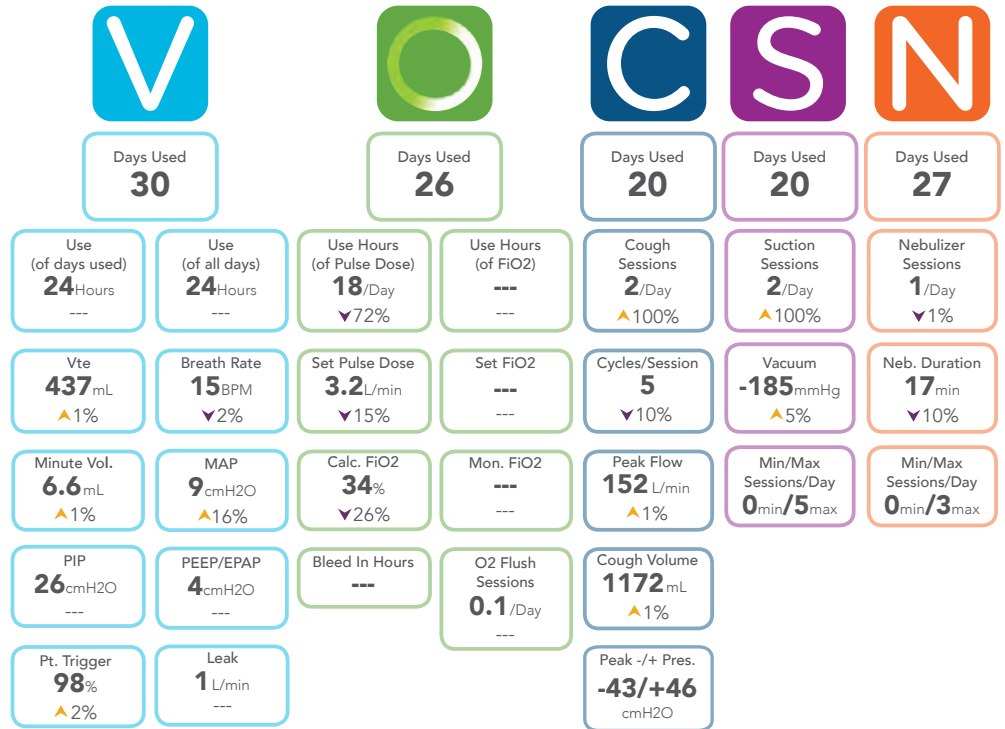 V
O
C
S
N
Days Used
30
Days Used
26
Days Used
20
Days Used
20
Days Used
27
Use
(of days used)
24Hours
---
Use
(of all days)
24Hours
---
Use Hours
(of Pulse Dose)
18/Day
72%
Use Hours
(of FiO2)
---
Cough
Sessions
2/Day
100%
Suction
Sessions
2/Day
100%
Nebulizer
Sessions
1/Day
1%
Vte
437mL
1%
Breath Rate
15BPM
2%
Set Pulse Dose
3.2L/min
15%
Set FiO2
---
---
Cycles/Session
5
10%
Vacuum
-185mmHg
5%
Neb. Duration
17min
10%
Minute Vol.
6.6mL
1%
MAP
9cmH2O
16%
Calc. FiO2
34%
26%
Mon. FiO2
---
---
Peak Flow
152 L/min
1%
Min/Max
Sessions/Day
0min/5max
Min/Max
Sessions/Day
0min/3max
PIP
26cmH2O
---
PEEP/EPAP
4cmH2O
---
Bleed In Hours
---
O2 Flush
Sessions
0.1/Day
---
Cough Volume
1172mL
1%
Pt. Trigger
98%
2%
Leak
1 L/min
---
Peak -/+ Pres.
-43/+46
cmH2O